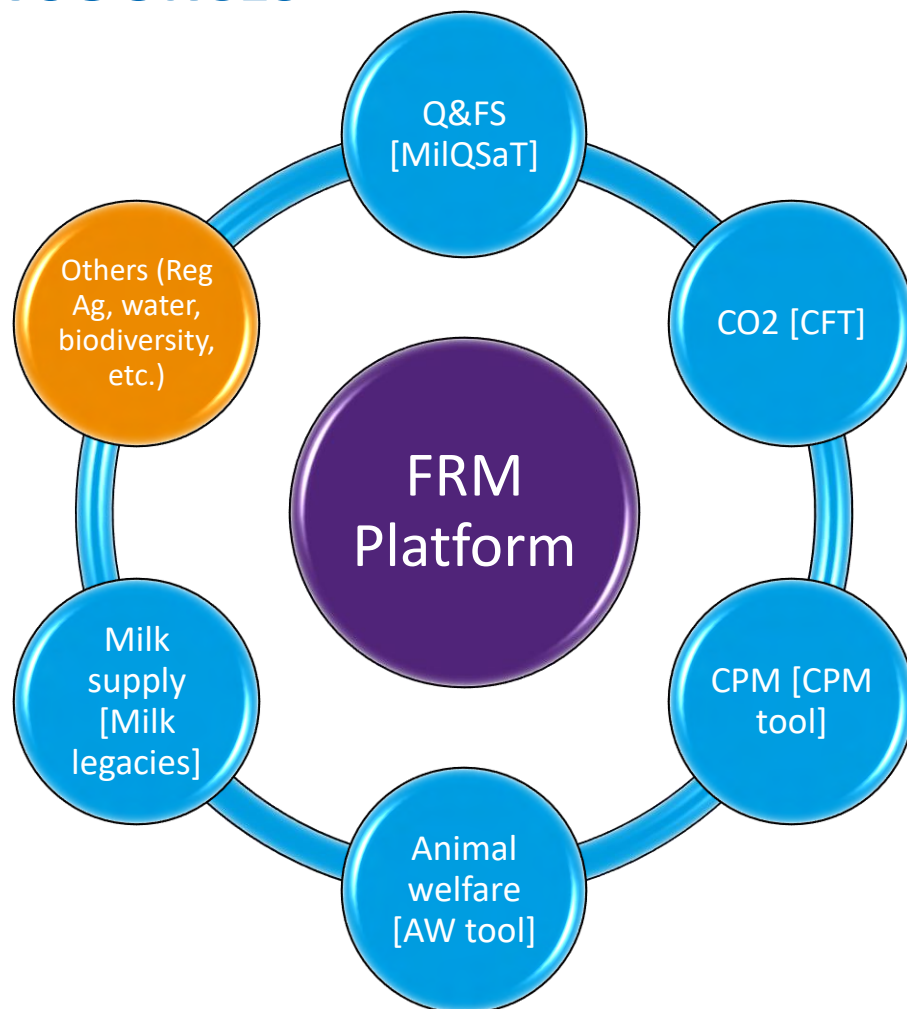 Q&FS
[MilQSaT]
CO2 [CFT]
CPM [CPM
tool]
Animal
welfare
[AW tool]
Milk
supply
[Milk
legacies]
Others (Reg
Ag, water,
biodiversity,
etc.)
FRM
Platform